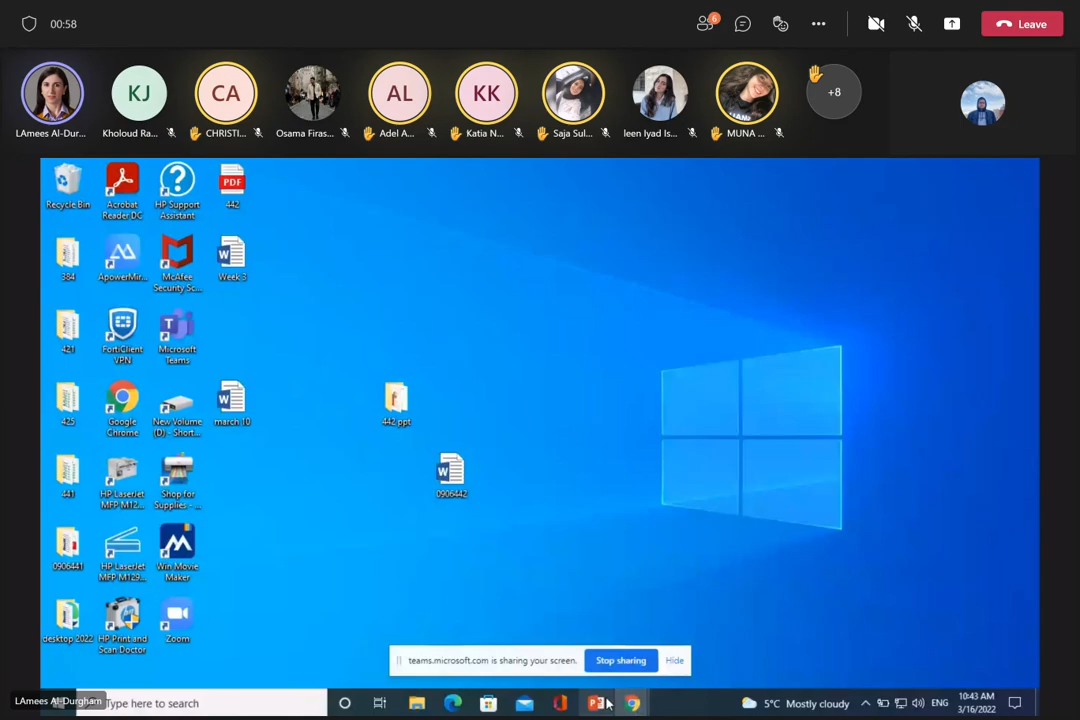 00:58
6
Leave
KJ
CA
AL
KK
+8
LAmees Al-Dur...
Kholoud Ra...
CHRISTI...
Osama Firas...
Adel A...
Katia N...
Saja Sul...
leen Iyad Is...
MUNA ...
Recycle Bin
Acrobat
Reader DC
HP Support
Assistant
PDF
442
384
ApowerMir...
McAfee
Security Sc...
Week 3
421
FortiClient
VPN
Microsoft
Teams
425
Google
Chrome
New Volume
(D) - Short...
march 10
442 ppt
441
HP LaserJet
MFP M12...
Shop for
Supplies - ...
0906442
0906441
HP LaserJet
MFP M129...
Win Movie
Maker
desktop 2022
HP Print and
Scan Doctor
Zoom
teams.microsoft.com is sharing your screen.
Stop sharing
Hide
LAmees Al-Durgham
Type here to search
5°C Mostly cloudy
ENG
10:43 AM
3/16/2022